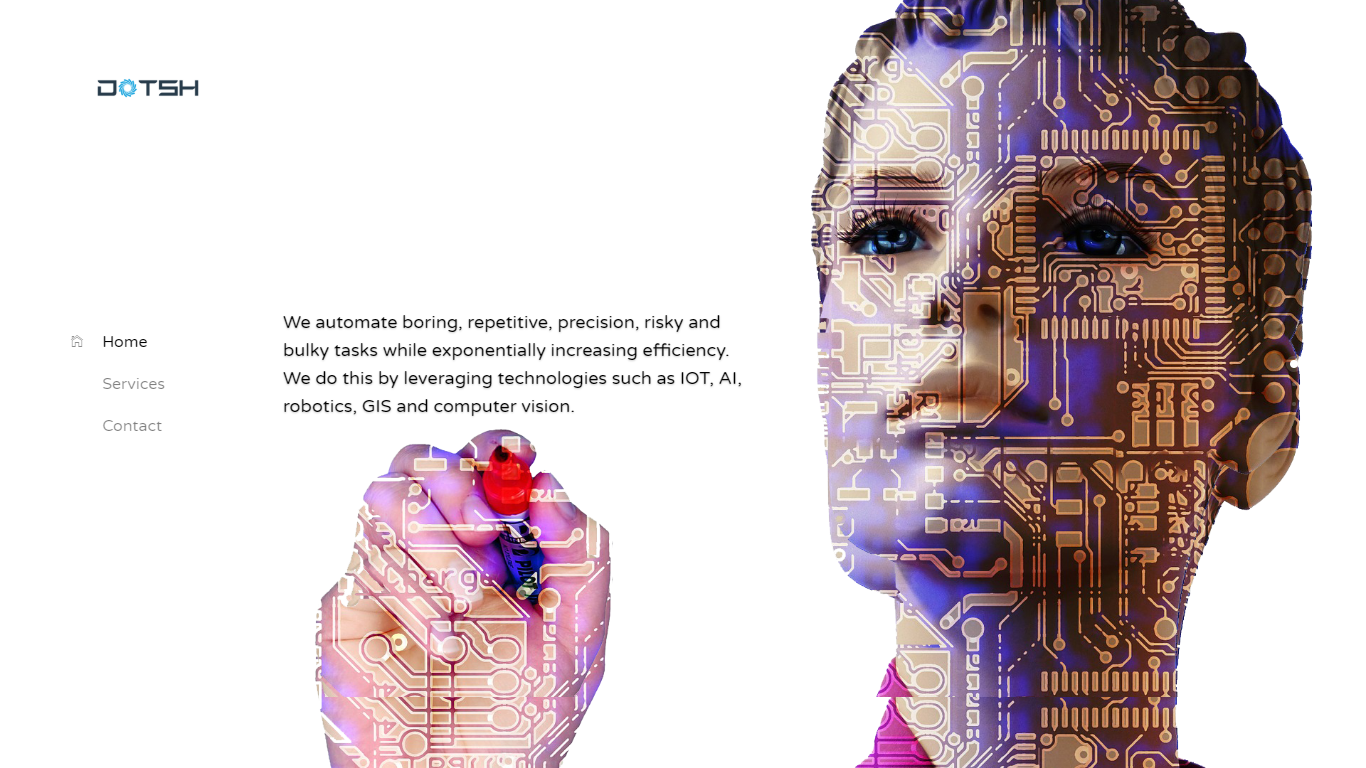 DOTSH
Home
Services
Contact
We automate boring, repetitive, precision, risky and
bulky tasks while exponentially increasing efficiency.
We do this by leveraging technologies such as IOT, AI,
robotics, GIS and computer vision.
Charge